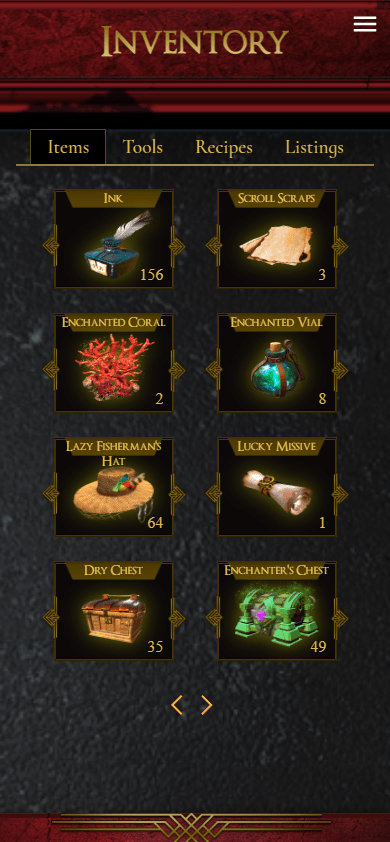 Inventory
Items Tools Recipes Listings
Ink
156
Scroll Scraps
3
Enchanted Coral
2
Enchanted Vial
8
Lazy Fisherman's
Hat
64
Lucky Missive
1
Dry Chest
35
Enchanter's Chest
49